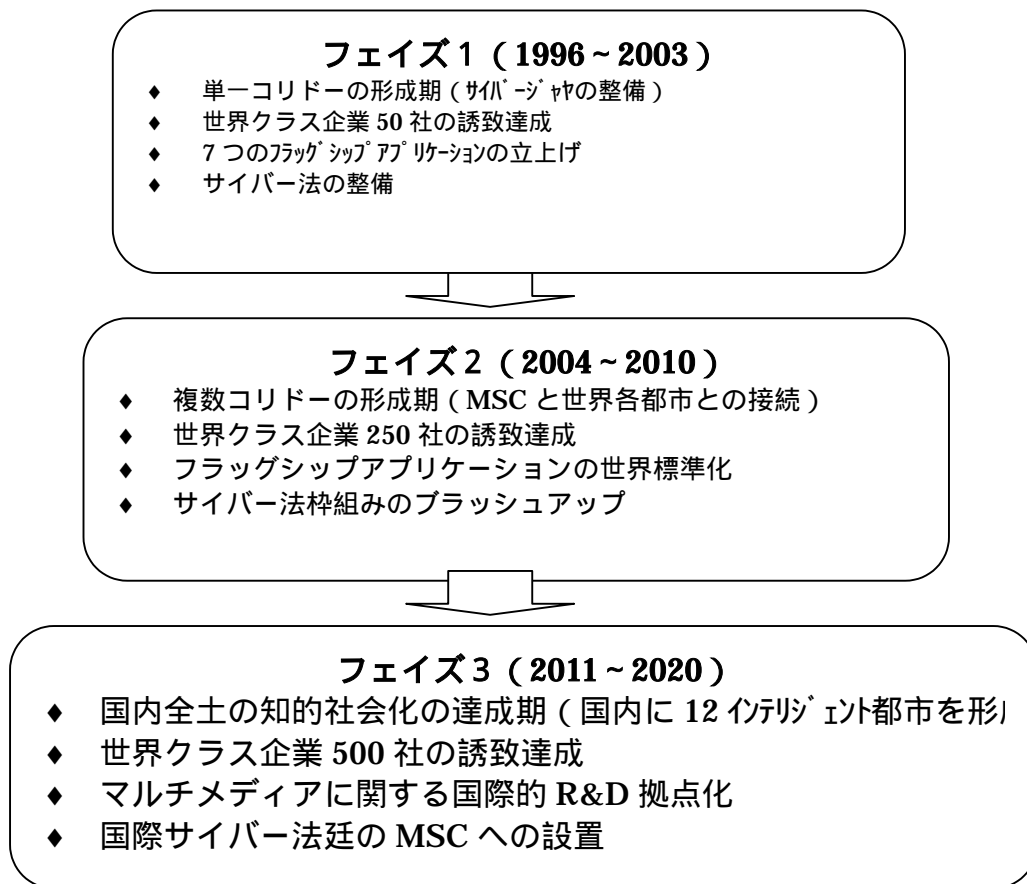 フェイズ1（1996~2003）
♦ 単一コリドーの形成期（ｻｲﾊﾞｰｼﾞｬﾔの整備）
♦ 世界クラス企業 50 社の誘致達成
♦ 7 つのﾌﾗｯｸﾞｼｯﾌﾟｱﾌﾟﾘｹｰｼｮﾝの立上げ
♦ サイバー法の整備
フェイズ2（2004~2010）
♦ 複数コリドーの形成期（MSC と世界各都市との接続）
♦ 世界クラス企業 250 社の誘致達成
♦ フラッグシップアプリケーションの世界標準化
♦ サイバー法枠組みのブラッシュアップ
フェイズ3（2011~2020）
♦ 国内全土の知的社会化の達成期（国内に 12 ｲﾝﾃﾘｼﾞｪﾝﾄ都市を形
♦ 世界クラス企業 500 社の誘致達成
♦ マルチメディアに関する国際的 R&D 拠点化
♦ 国際サイバー法廷の MSC への設置